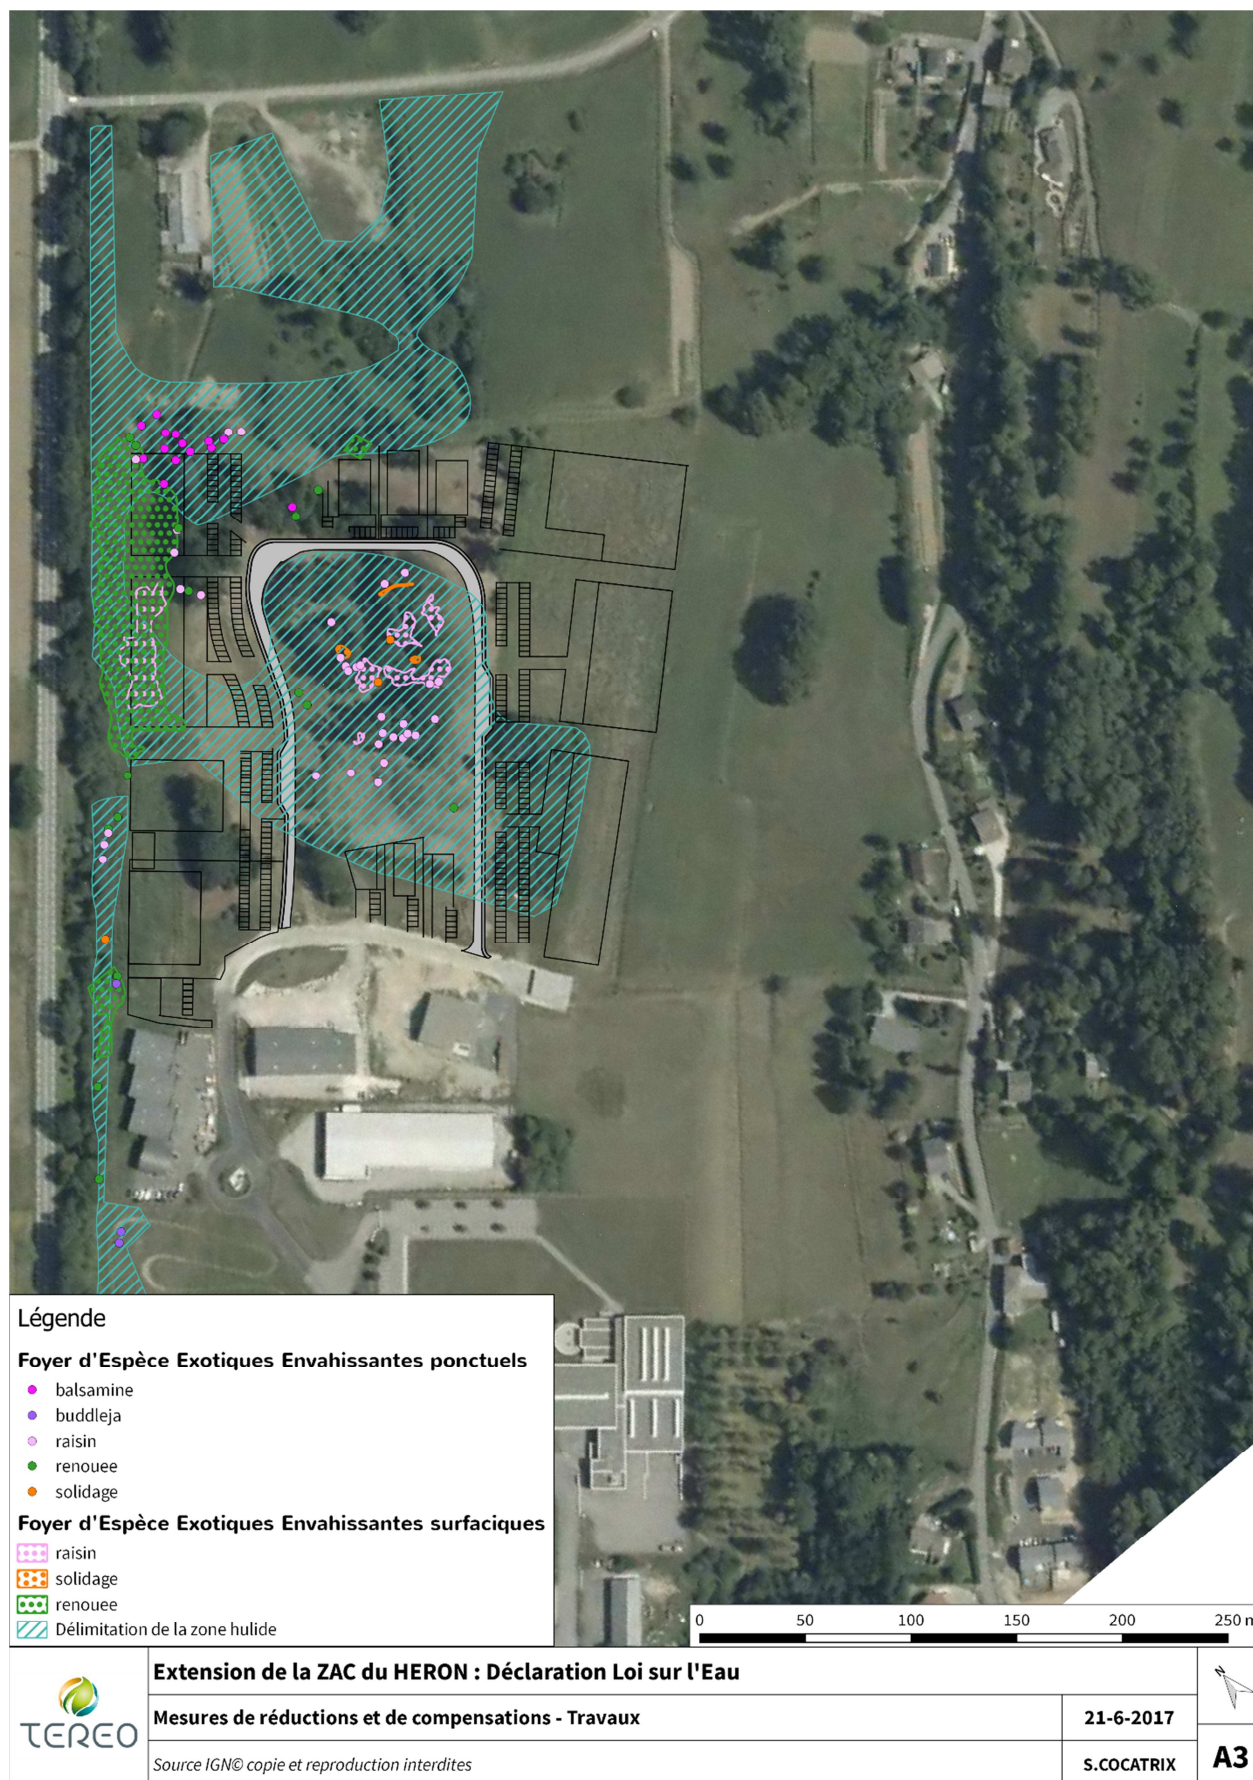 Légende
Foyer d'Espèce Exotiques Envahissantes ponctuels
balsamine
buddleja
raisin
renouee
solidage
Foyer d'Espèce Exotiques Envahissantes surfaciques
raisin
solidage
renouee
Délimitation de la zone hulide
0 50 100 150 200 250 m
TEREO
Extension de la ZAC du HERON : Déclaration Loi sur l'Eau
Mesures de réductions et de compensations - Travaux
21-6-2017
Source IGN© copie et reproduction interdites
S.COCATRIX
N
A3